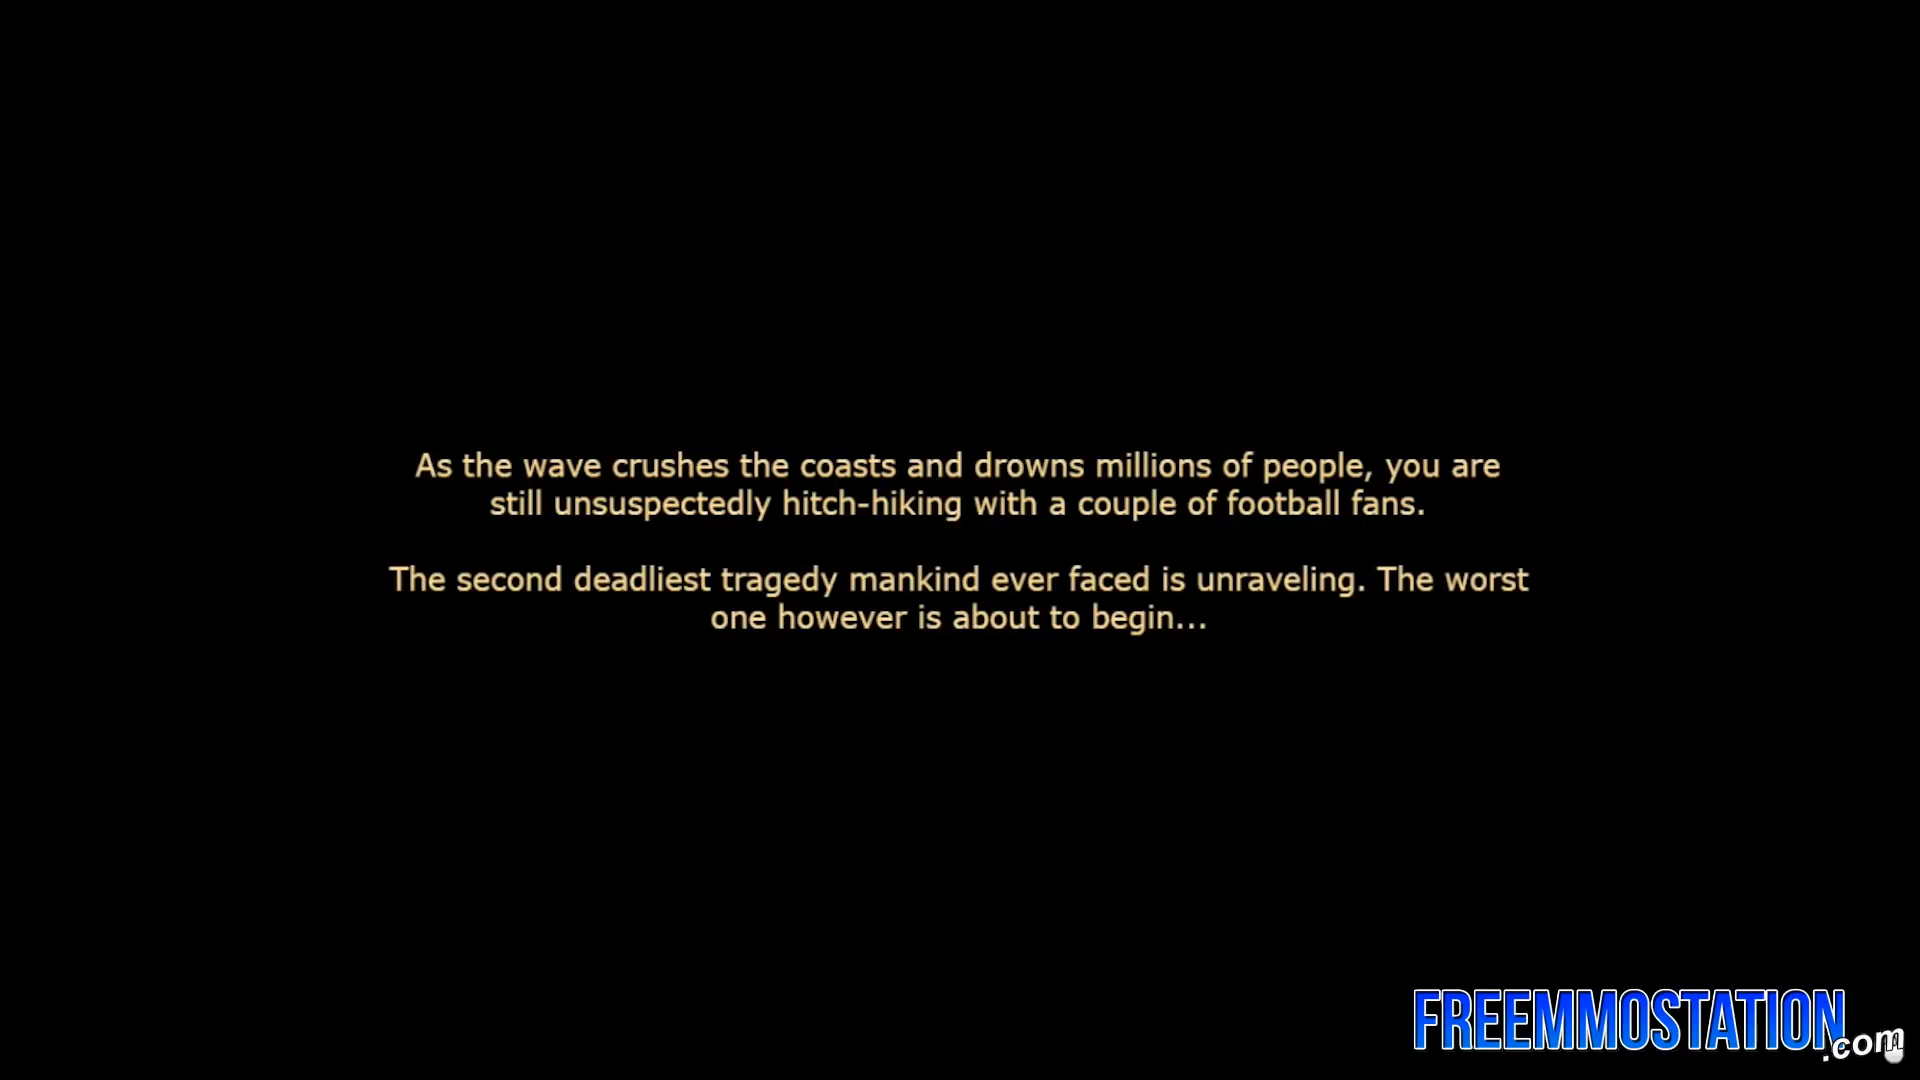 As the wave crushes the coasts and drowns millions of people, you are
still unsuspectedly hitch-hiking with a couple of football fans.
The second deadliest tragedy mankind ever faced is unraveling. The worst
one however is about to begin...
FREEMMOSTATION
.com